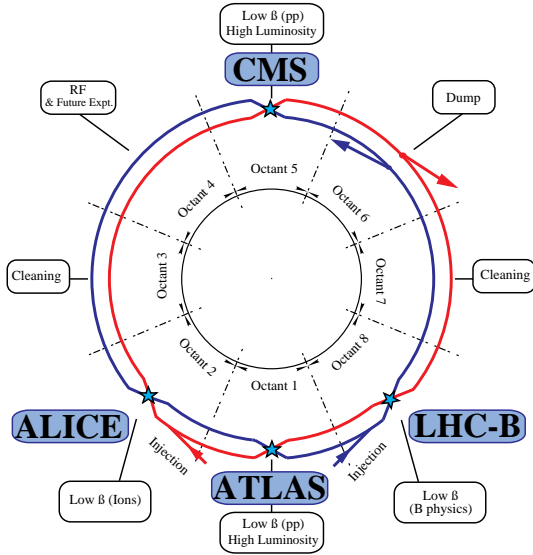 Low ß (pp)
High Luminosity
CMS
RF
& Future Expt.
Dump
Octant 4
Octant 5
Octant 6
Cleaning
Octant 3
Octant 7
Cleaning
Octant 2
Octant 1
Octant 8
ALICE
LHC-B
Injection
Injection
ATLAS
Low ß (Ions)
Low ß
(B physics)
Low ß (pp)
High Luminosity